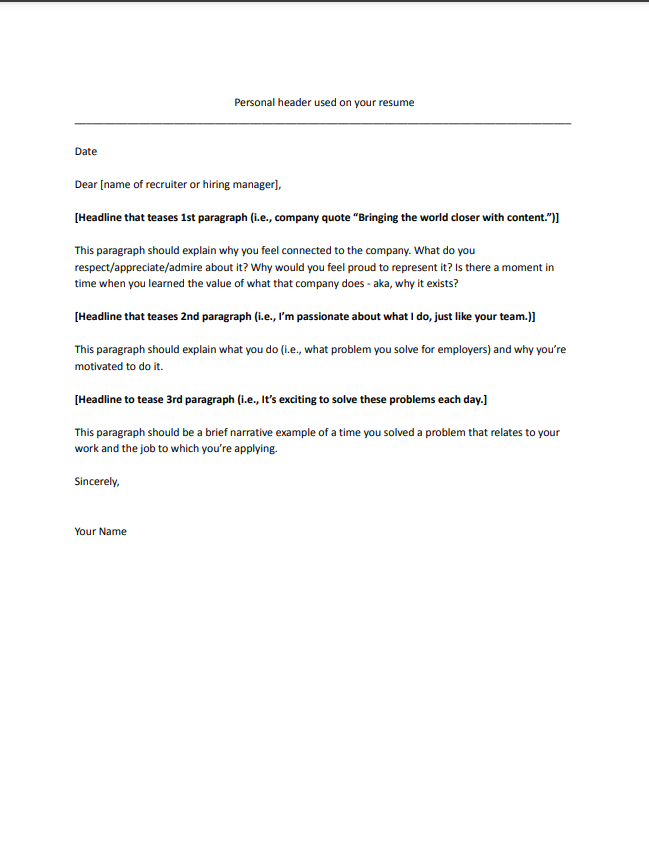 Personal header used on your resume
Date
Dear [name of recruiter or hiring manager],
[Headline that teases 1st paragraph (i.e., company quote “Bringing the world closer with content.”)]
This paragraph should explain why you feel connected to the company. What do you
respect/appreciate/admire about it? Why would you feel proud to represent it? Is there a moment in
time when you learned the value of what that company does - aka, why it exists?
[Headline that teases 2nd paragraph (i.e., I’m passionate about what I do, just like your team.)]
This paragraph should explain what you do (i.e., what problem you solve for employers) and why you’re
motivated to do it.
[Headline to tease 3rd paragraph (i.e., It’s exciting to solve these problems each day.]
This paragraph should be a brief narrative example of a time you solved a problem that relates to your
work and the job to which you’re applying.
Sincerely,
Your Name